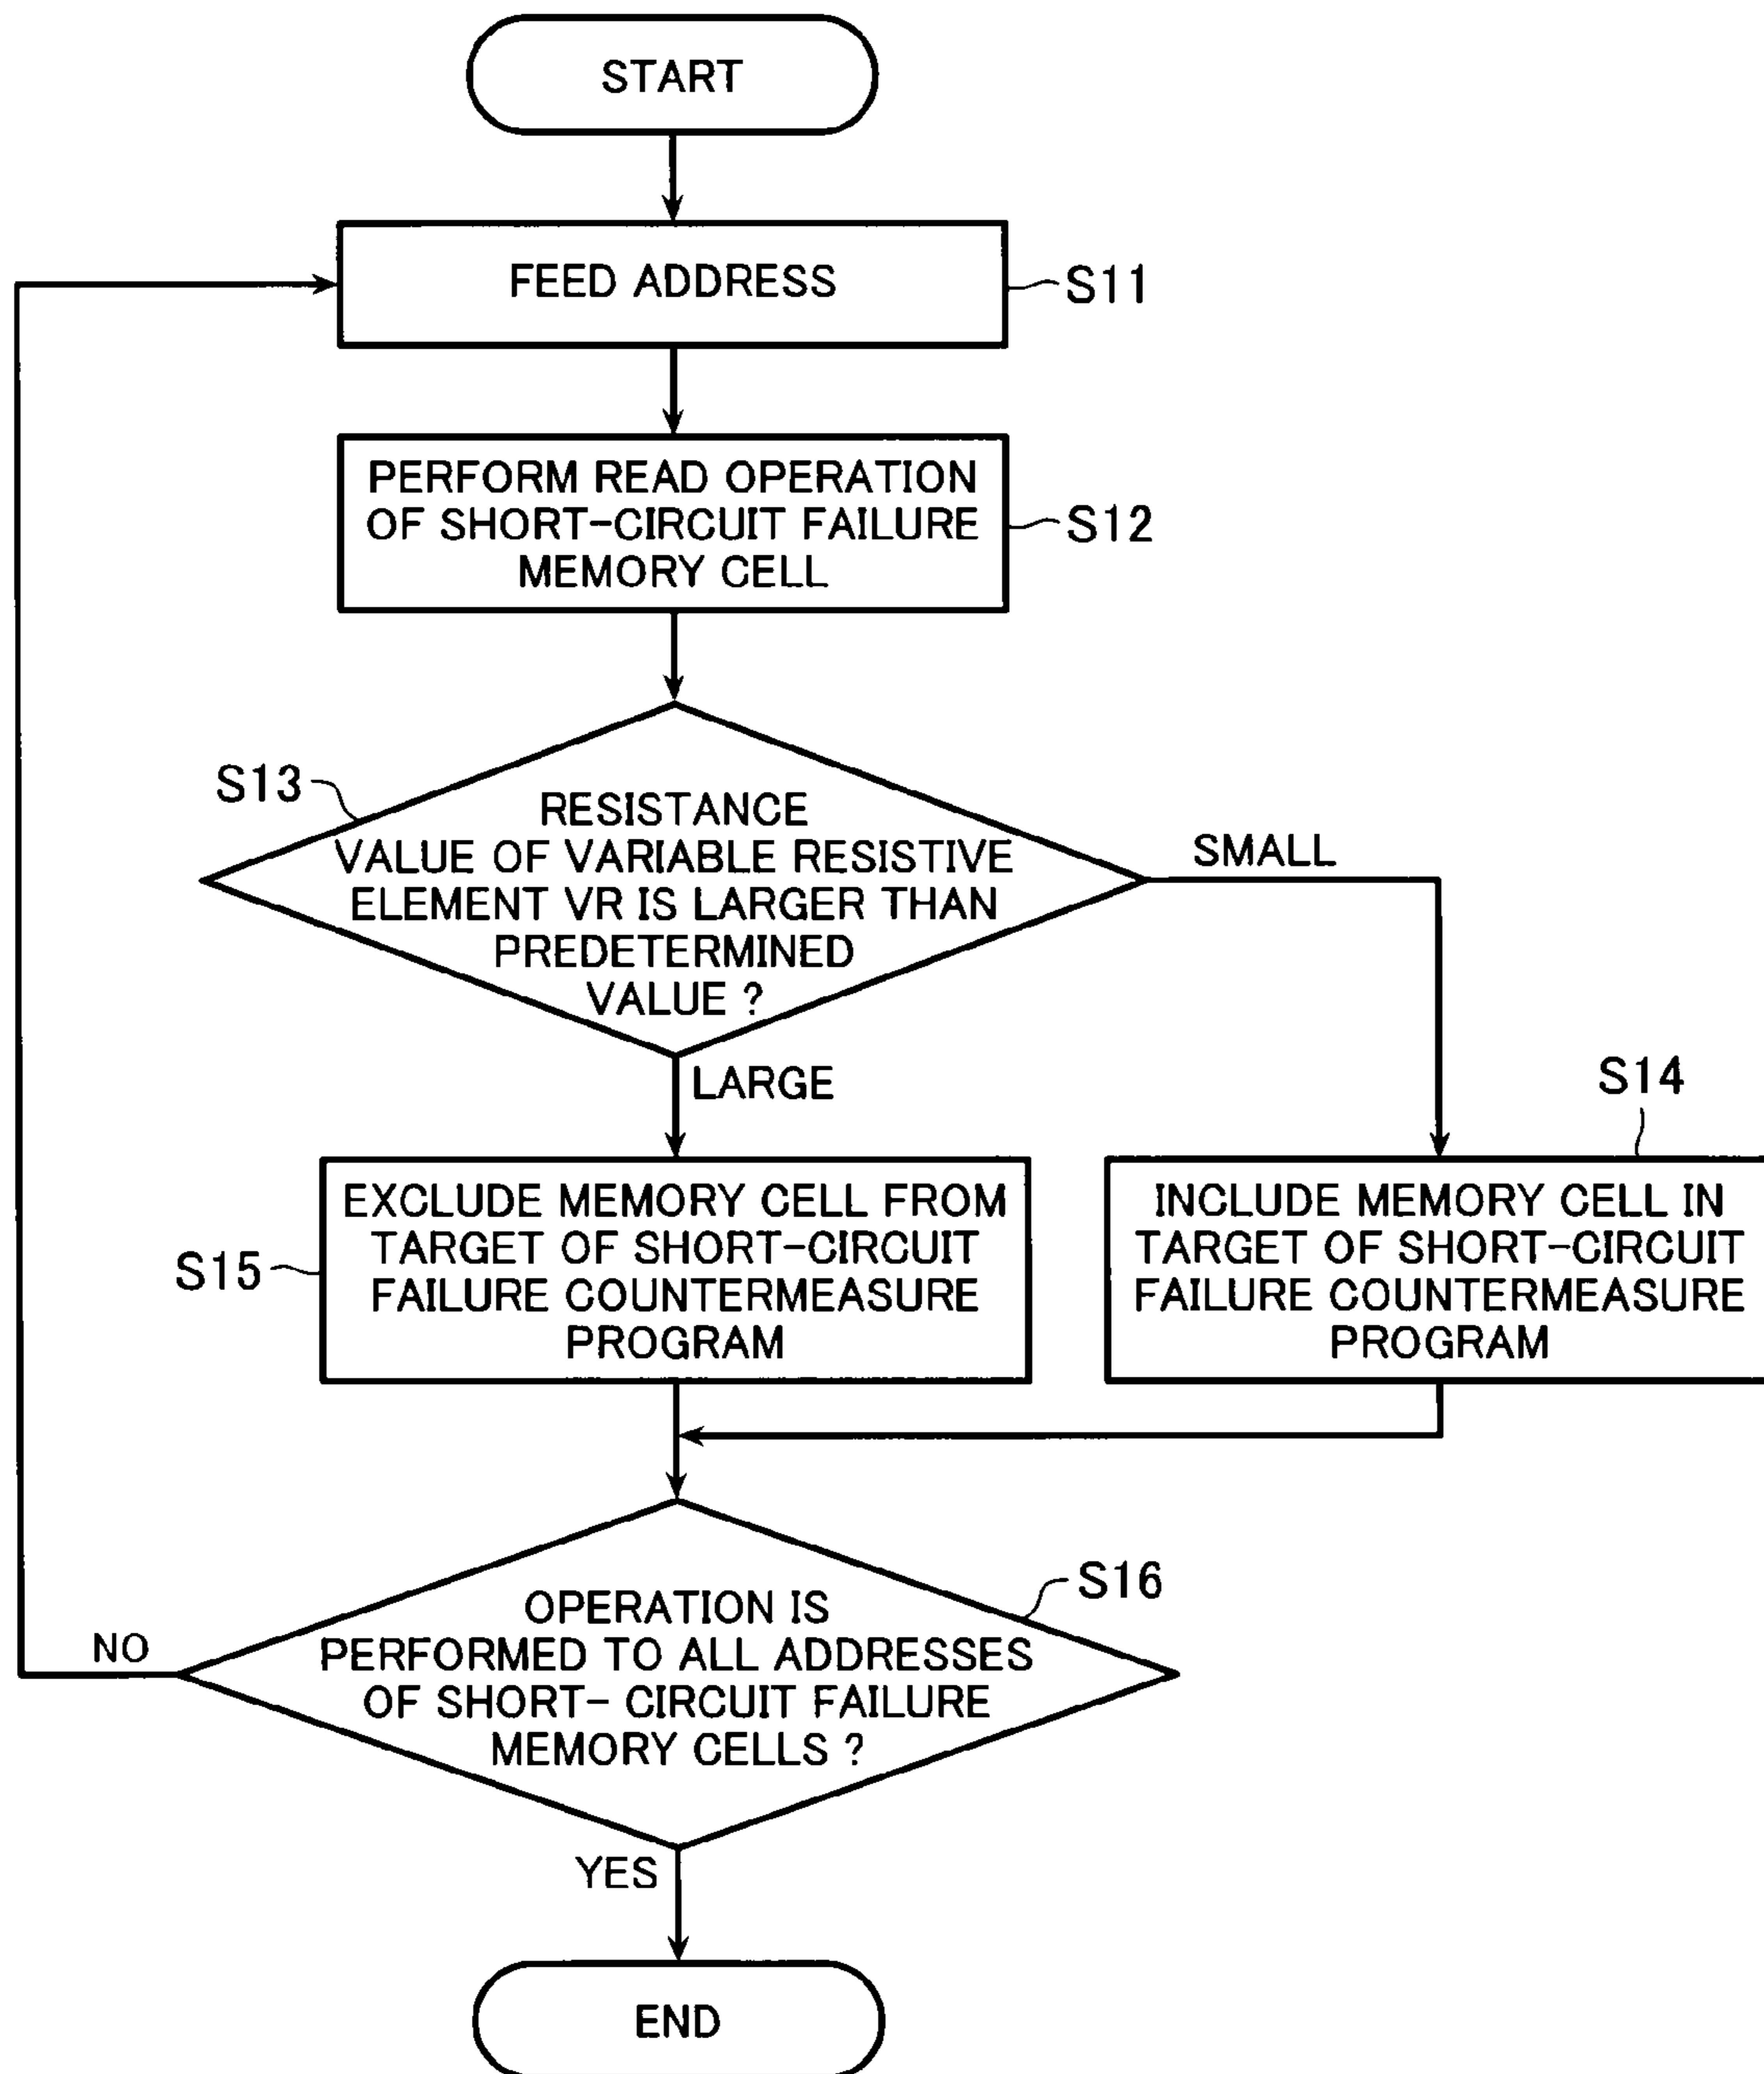 START
FEED ADDRESS
S11
PERFORM READ OPERATION
OF SHORT-CIRCUIT FAILURE
MEMORY CELL
S12
S13
RESISTANCE
VALUE OF VARIABLE RESISTIVE
ELEMENT VR IS LARGER THAN
PREDETERMINED
VALUE ?
SMALL
LARGE
S14
EXCLUDE MEMORY CELL FROM
TARGET OF SHORT-CIRCUIT
FAILURE COUNTERMEASURE
PROGRAM
S15
INCLUDE MEMORY CELL IN
TARGET OF SHORT-CIRCUIT
FAILURE COUNTERMEASURE
PROGRAM
S16
OPERATION IS
PERFORMED TO ALL ADDRESSES
OF SHORT- CIRCUIT FAILURE
MEMORY CELLS ?
NO
YES
END